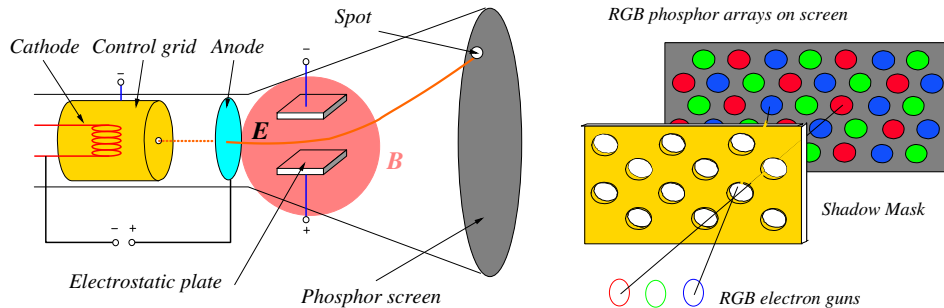 Spot
RGB phosphor arrays on screen
Cathode
Control grid
Anode
−
−
E
B
Shadow Mask
− +
+
Electrostatic plate
Phosphor screen
RGB electron guns